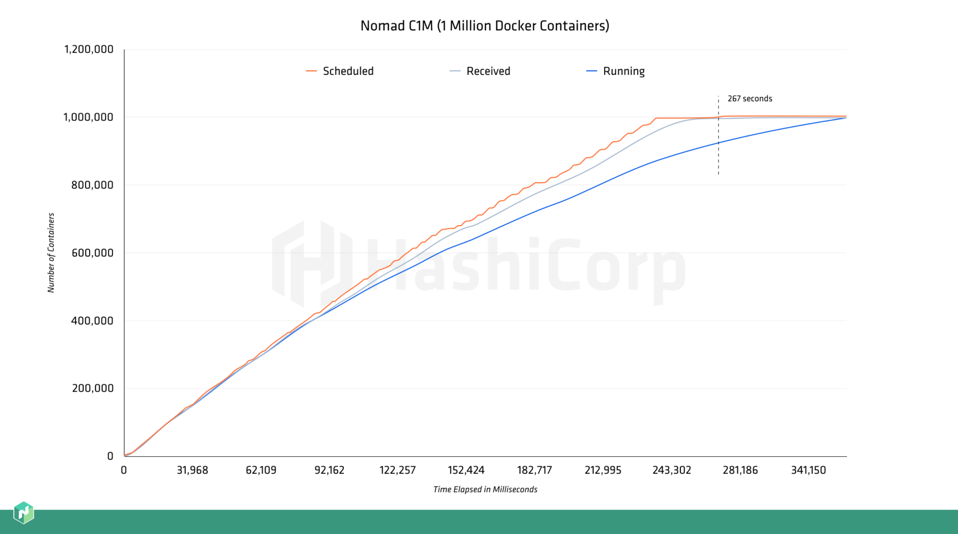 Nomad C1M (1 Million Docker Containers)
1,200,000
Scheduled
Received
Running
267 seconds
1,000,000
800,000
600,000
400,000
200,000
0
Number of Containers
HashiCorp
0
31,968
62,109
92,162
122,257
152,424
182,717
212,995
243,302
281,186
341,150
Time Elapsed in Milliseconds